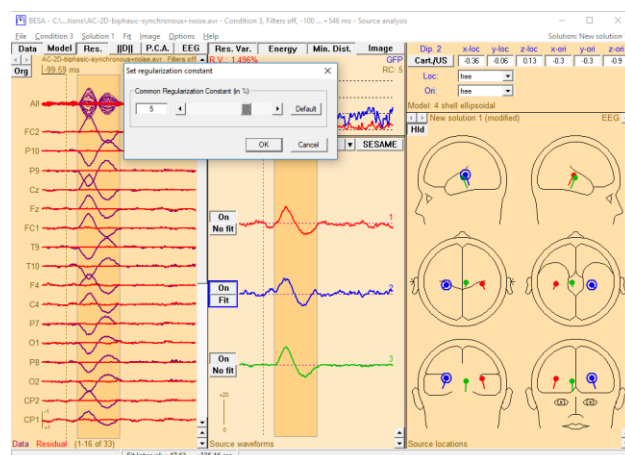 BESA - C:\...\tions\AC-2D-biphasic-synchronous+noise.avr - Condition 3, Filters off, -100 ... +546 ms - Source analysis
File Condition 3 Solution 1 Fit Image Options Help Solution: New solution
Data Model Res. ||D|| P.C.A. EEG Res. Var. Energy Min. Dist. Image
Dip. 2 x-loc y-loc z-loc x-ori y-ori z-ori
AC-2D-biphasic-synchronous+noise.avr, Filters off R.V.: 1.496% GFP
Cart./US -0.36 -0.06 0.13 -0.3 -0.3 -0.9
Org -99.59 ms RC: 5
Loc: free
Ori: free
Set regularization constant
Common Regularization Constant (in %)
5 Default
OK Cancel
Model: 4 shell ellipsoidal
New solution 1 (modified) EEG
Hld
SESAME
All
FC2
P10
P9
Cz
Fz
FC1
T9
T10
F4
C4
P7
O1
P8
O2
CP2
CP1
On
No fit
1
On
Fit
2
On
No fit
3
+20
0
Data Residual (1-16 of 33) Source waveforms Source locations